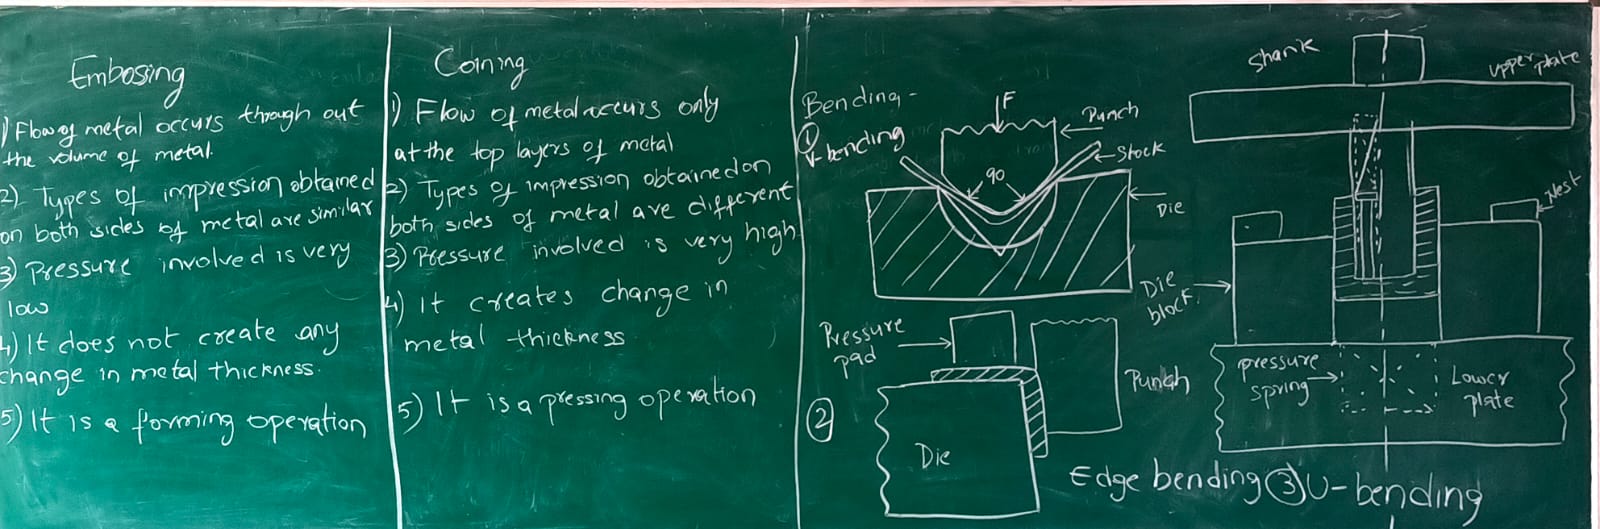 Embosing
1) Flow of metal occurs through out
the volume of metal.
2) Types of impression obtained
on both sides of metal are similar
3) Pressure involved is very
low
4) It does not create any
change in metal thickness.
5) It is a forming operation
Coining
1) Flow of metal occurs only
at the top layers of metal
2) Types of impression obtained on
both sides of metal are different
3) Pressure involved is very high
4) It creates change in
metal thickness
5) It is a pressing operation
Bending -
① V-bending
F
Punch
Stock
90
Die
Pressure
pad
Punch
②
Die
Edge bending
Shank
upper plate
Nest
Die
block
pressure
spring
Lower
plate
③ U-bending